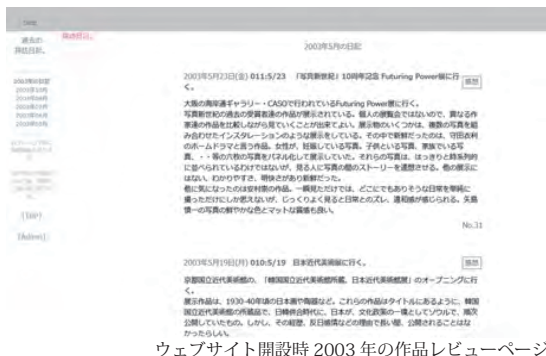 過去の
探訪日記。
探訪日記。
2003年5月の日記
2003年5月23日(金) 011:5/23 「写真新世紀」10周年記念 Futuring Power展に行
く。
感想
大阪の海岸通ギャラリー・CASOで行われているFuturing Power展に行く。
写真新世紀の過去の受賞者達の作品が展示されている。個人の展覧会ではないので、異なる作
家達の作品を比較しながら見ていくことが出来てよい。展示物のいくつかは、複数の写真を組
み合わせたインスタレーションのような展示をしている。その中で新鮮だったのは、守田衣利
のホームドラマと言う作品。女性が、妊娠している写真。子供といる写真、家族でいる写
真、・・等の六枚の写真をパネル化して展示していた。それらの写真は、はっきりと時系列的
に並べられているわけではないが、見る人に写真の間のストーリーを連想させる。他の展示に
はない、わかりやすさ、明快さがあり新鮮だった。
他に気になったのは安村崇の作品。一瞬見ただけでは、どこにでもありそうな日常を単純に
撮っただけにしか思えないが、じっくりよく見ると日常とのズレ、違和感が感じられる。矢島
慎一の写真の鮮やかな色とマットな質感も良い。
No.31
2003年5月19日(月) 010:5/19 日本近代美術展に行く。
感想
京都国立近代美術館の、「韓国国立近代美術館所蔵、日本近代美術展」のオープニングに行
く。
展示作品は、1930-40年頃の日本画や陶器など。これらの作品はタイトルにあるように、韓国
国立近代美術館の所蔵品で、日韓併合時代に、日本が、文化政策の一環としてソウルで、順次
公開していたもの。しかし、その経歴、反日感情などの理由で長い間、公開されることはな
かったらしい。
[TOP]
[Admin]
ウェブサイト開設時 2003 年の作品レビューページ